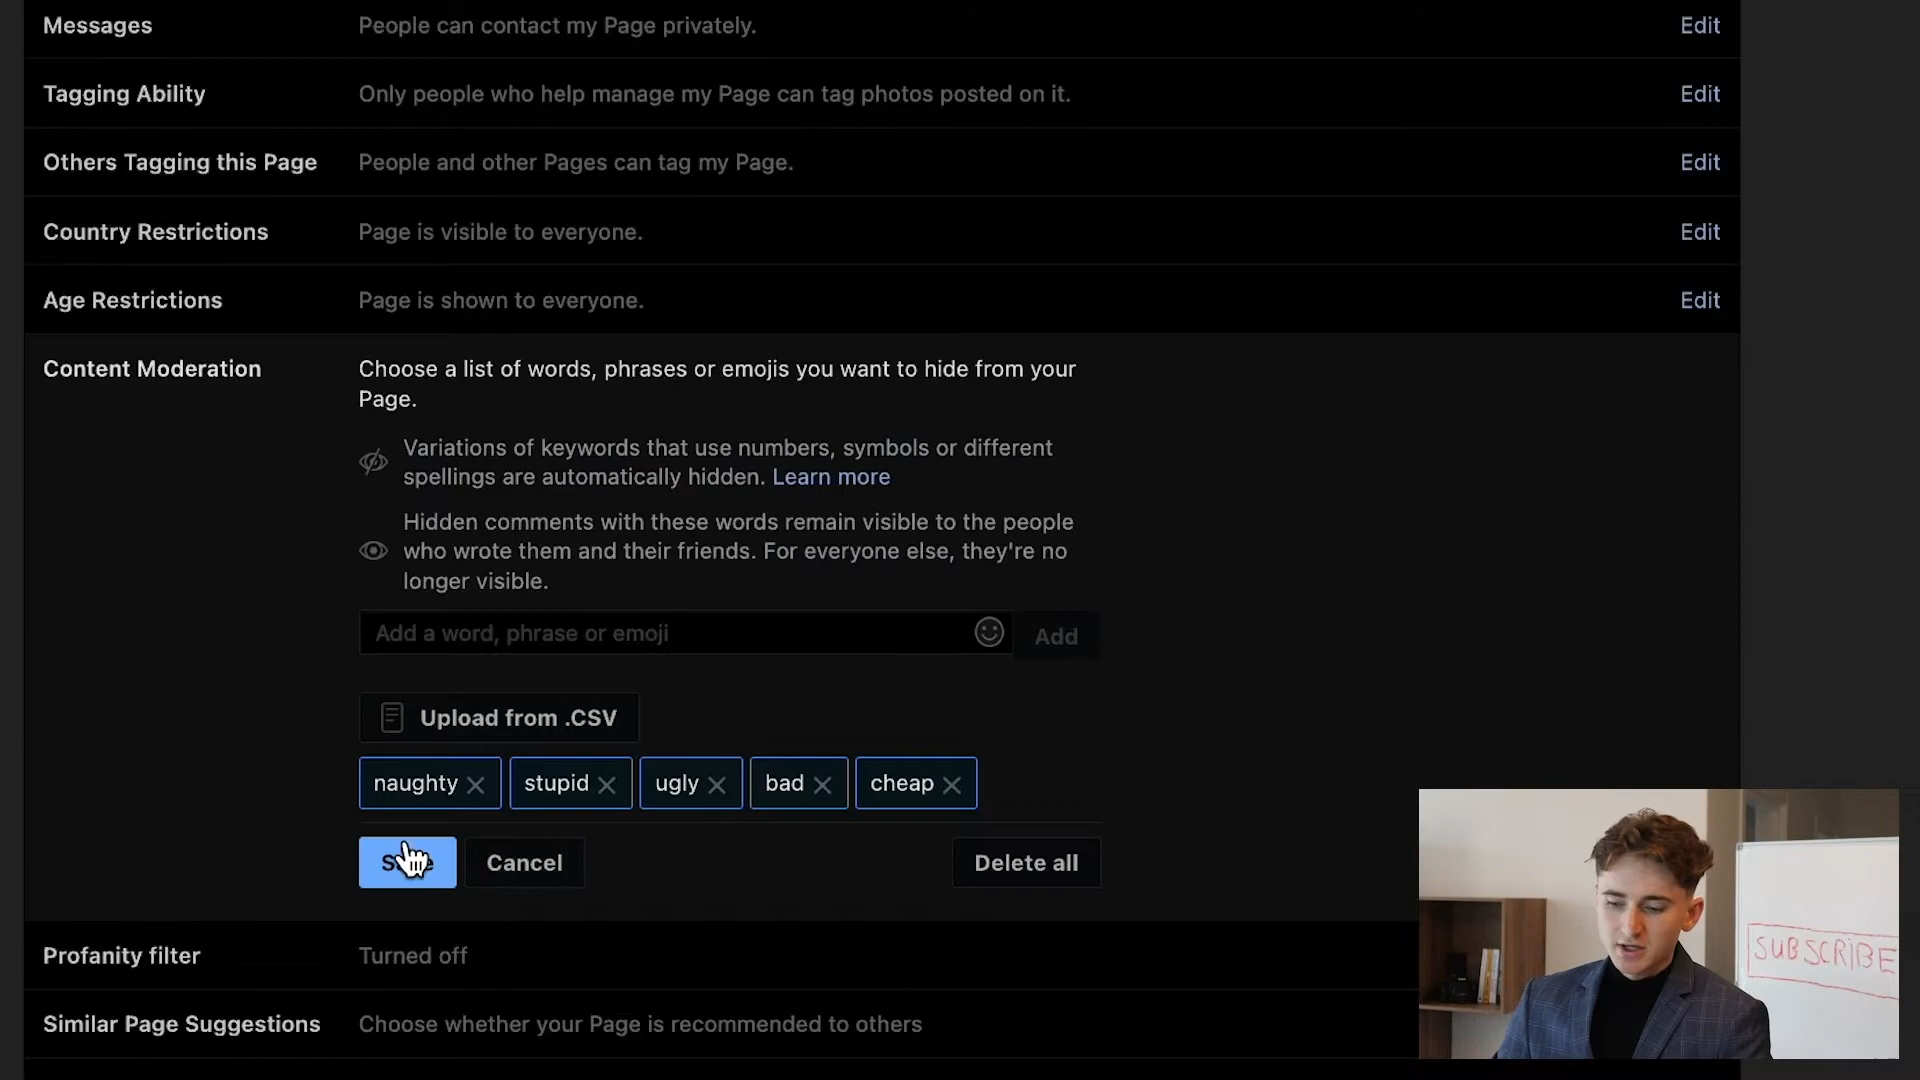 Messages People can contact my Page privately. Edit
Tagging Ability Only people who help manage my Page can tag photos posted on it. Edit
Others Tagging this Page People and other Pages can tag my Page. Edit
Country Restrictions Page is visible to everyone. Edit
Age Restrictions Page is shown to everyone. Edit
Content Moderation Choose a list of words, phrases or emojis you want to hide from your
Page.
Variations of keywords that use numbers, symbols or different
spellings are automatically hidden. Learn more
Hidden comments with these words remain visible to the people
who wrote them and their friends. For everyone else, they're no
longer visible.
Add a word, phrase or emoji Add
Upload from .CSV
naughty stupid ugly bad cheap
Cancel Delete all
Profanity filter Turned off
SUBSCRIBE
Similar Page Suggestions Choose whether your Page is recommended to others